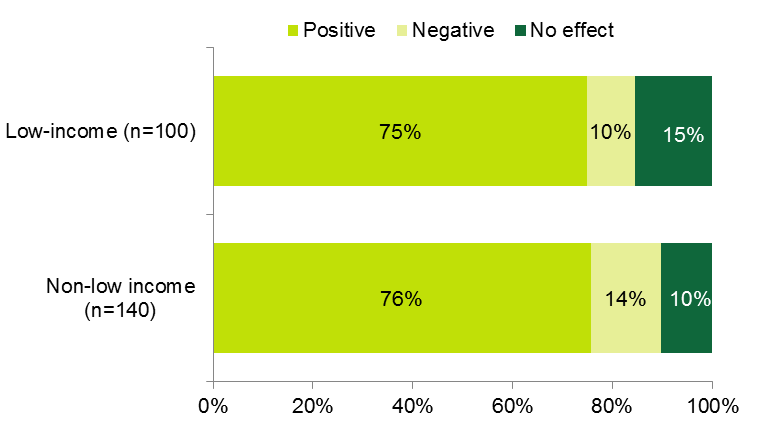 Positive Negative No effect
Low-income (n=100)
75% 10% 15%
Non-low income
(n=140)
76% 14% 10%
0% 20% 40% 60% 80% 100%